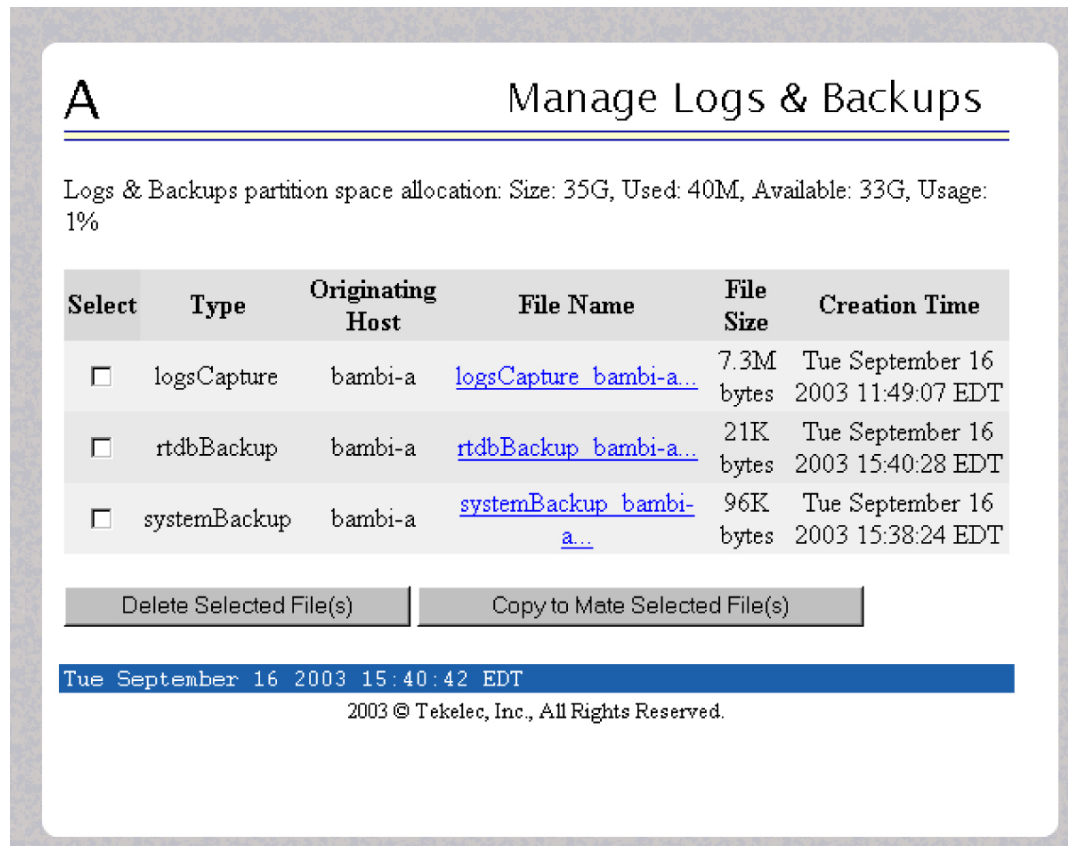 A
Manage Logs & Backups
Logs & Backups partition space allocation: Size: 35G, Used: 40M, Available: 33G, Usage:
1%
Select Type Originating Host File Name File Size Creation Time
logsCapture bambi-a logsCapture_bambi-a... 7.3M bytes Tue September 16 2003 11:49:07 EDT
rtdbBackup bambi-a rtdbBackup_bambi-a... 21K bytes Tue September 16 2003 15:40:28 EDT
systemBackup bambi-a systemBackup_bambi-a... 96K bytes Tue September 16 2003 15:38:24 EDT
Delete Selected File(s) Copy to Mate Selected File(s)
Tue September 16 2003 15:40:42 EDT
2003 © Tekelec, Inc., All Rights Reserved.